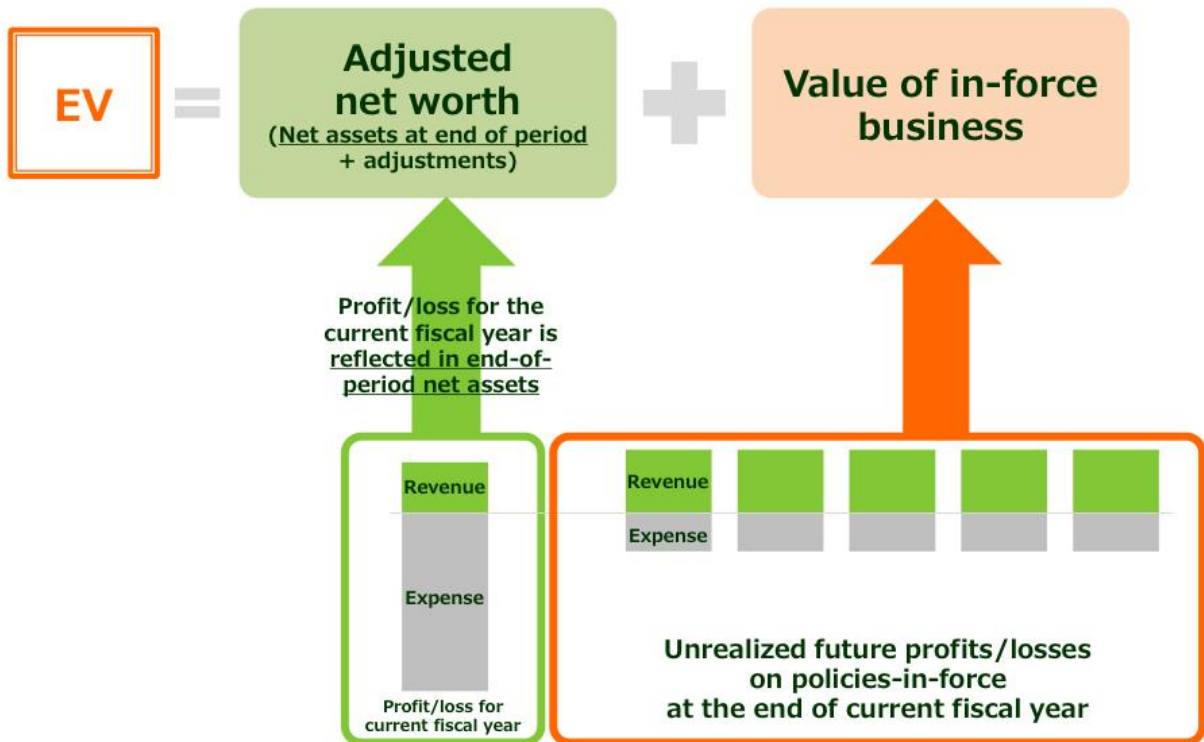 EV
=
Adjusted
net worth
(Net assets at end of period
+ adjustments)
+
Value of in-force
business
Profit/loss for the
current fiscal year is
reflected in end-of-
period net assets
Revenue
Expense
Profit/loss for
current fiscal year
Revenue
Expense
Unrealized future profits/losses
on policies-in-force
at the end of current fiscal year